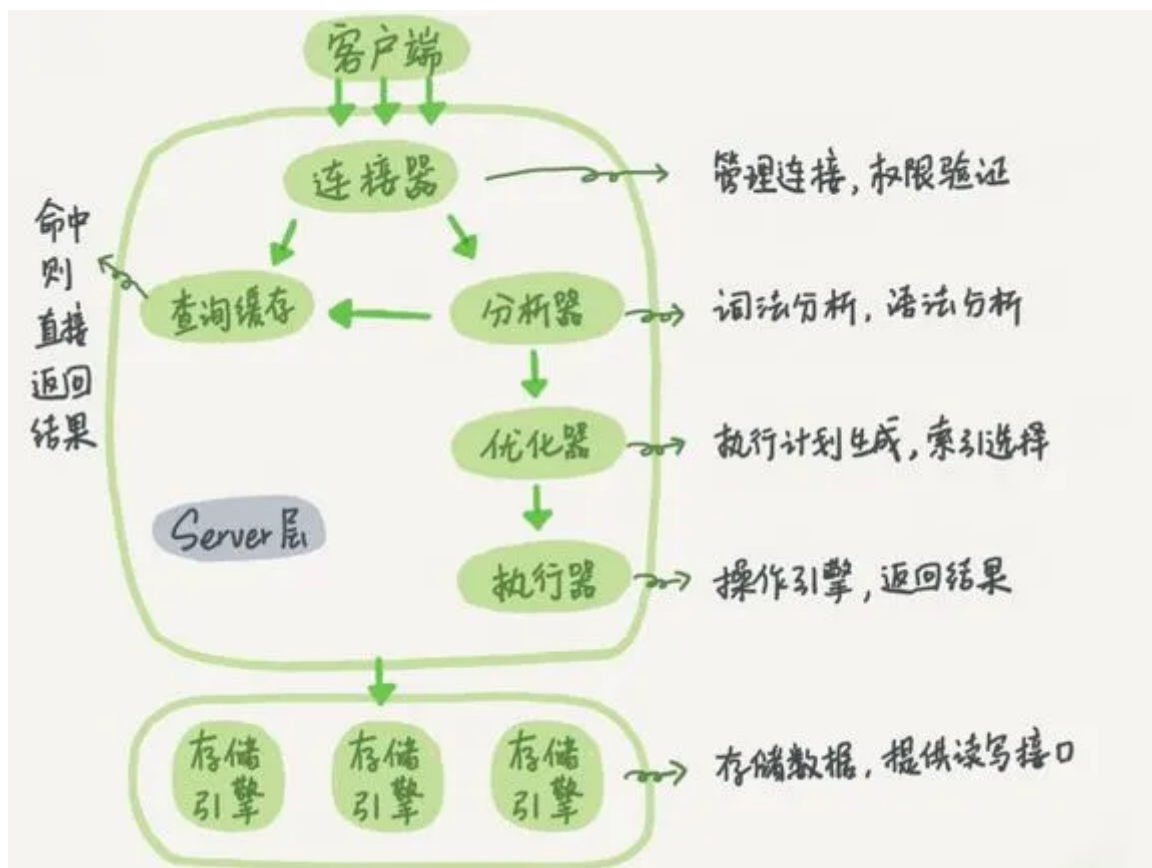 客户端
连接器
管理连接，权限验证
命中
则
直接
返回
结果
查询缓存
分析器
词法分析，语法分析
优化器
执行计划生成，索引选择
Server层
执行器
操作引擎，返回结果
存储
引擎
存储
引擎
存储
引擎
存储数据，提供读写接口